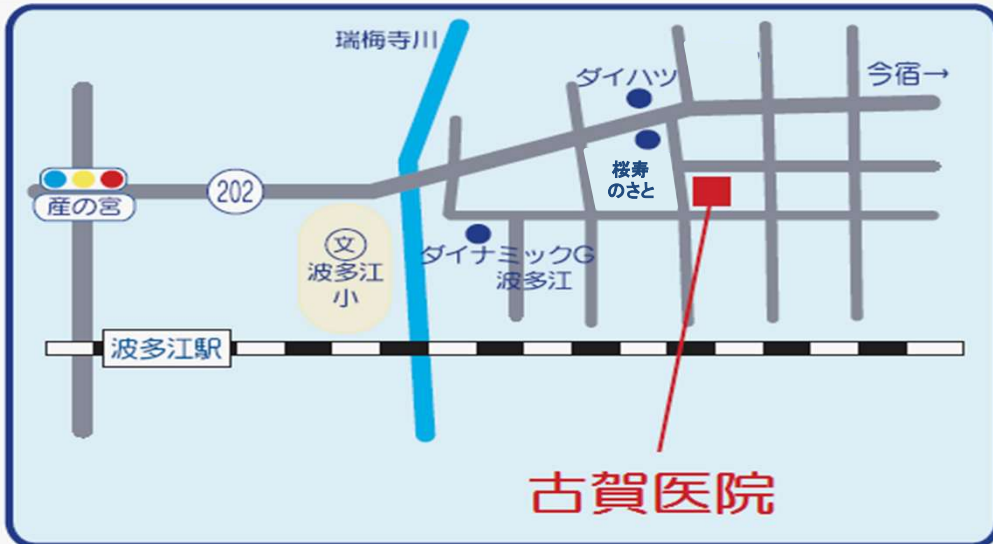 瑞梅寺川
ダイハツ
今宿→
桜寿
のさと
202
産の宮
文
波多江
小
ダイナミックG
波多江
波多江駅
古賀医院